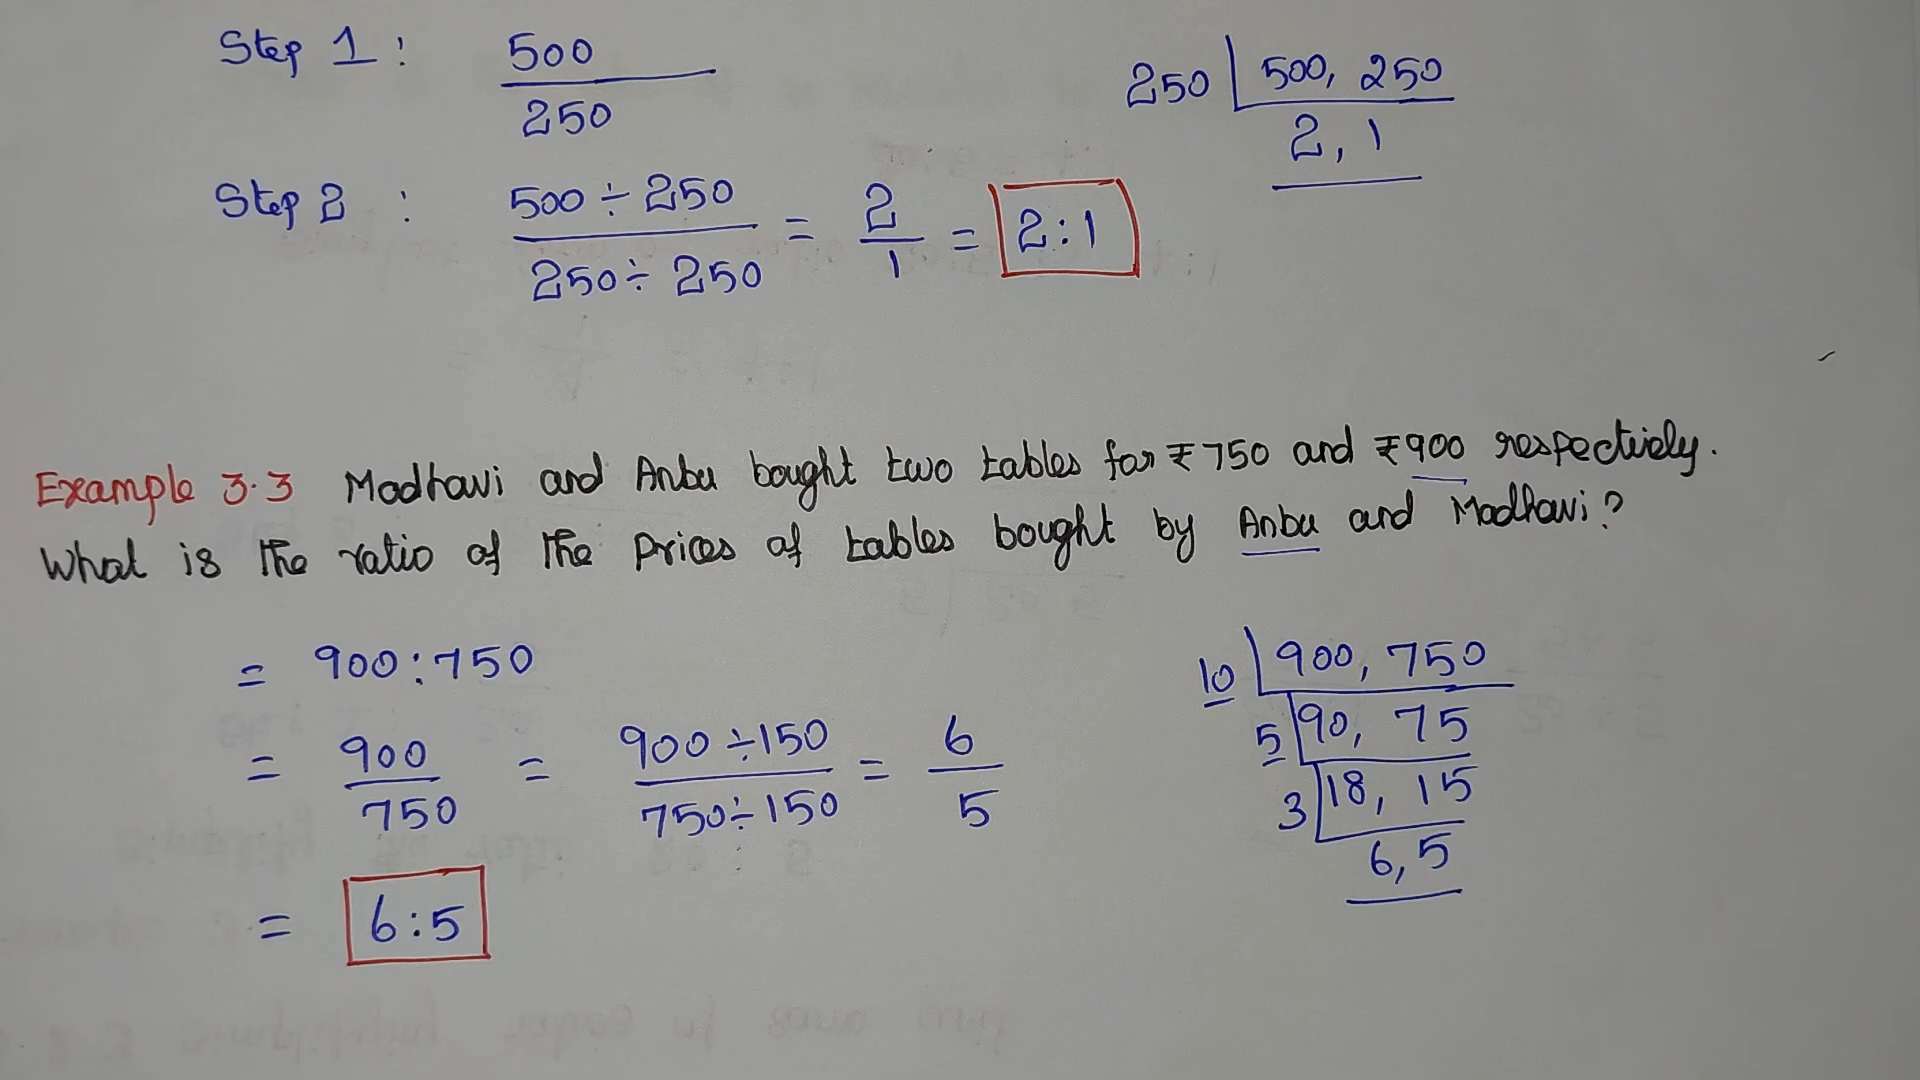 Step 1 : 500 / 250
250 | 500, 250
2, 1
Step 2 : 500 ÷ 250 / 250 ÷ 250 = 2 / 1 = 2:1
Example 3.3 Madhavi and Anbu bought two tables for ₹750 and ₹900 respectively.
What is the ratio of the prices of tables bought by Anbu and Madhavi?
= 900:750
= 900 / 750 = 900 ÷ 150 / 750 ÷ 150 = 6 / 5
= 6:5
10 | 900, 750
5 | 90, 75
3 | 18, 15
6, 5